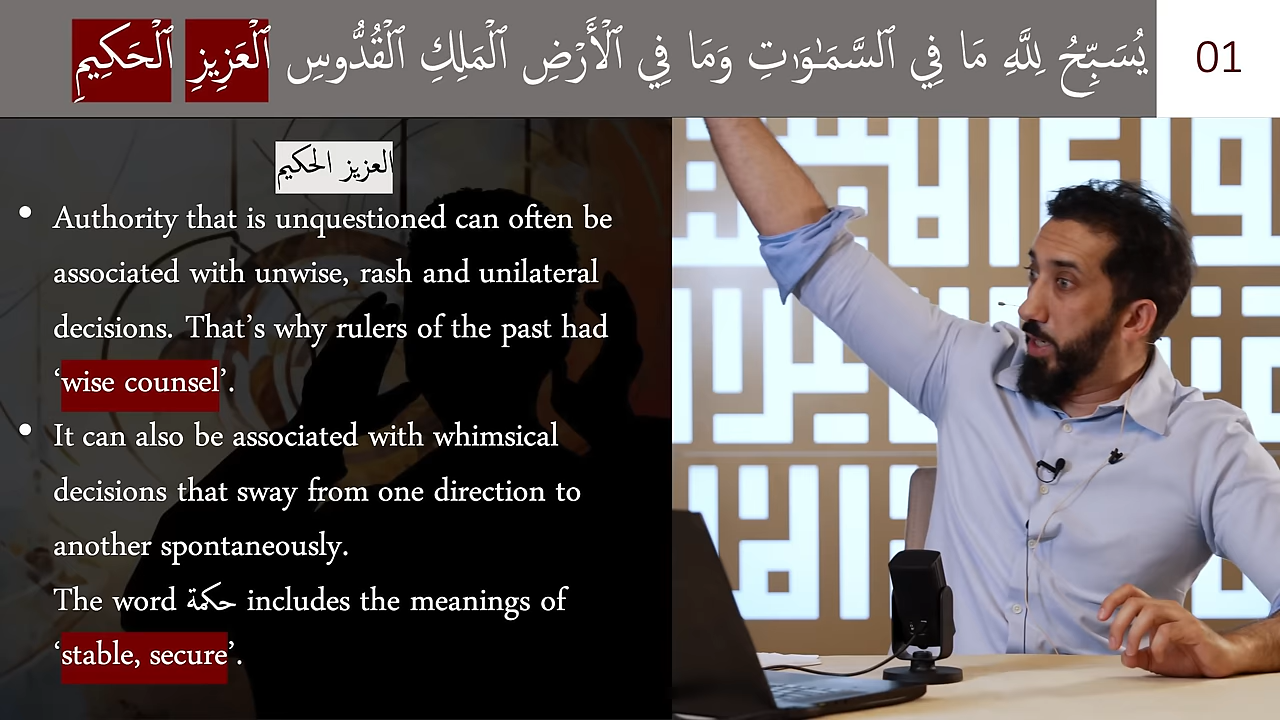 يُسَبِّحُ لِلَّهِ مَا فِي ٱلسَّمَـٰوَٰتِ وَمَا فِي ٱلْأَرْضِ ٱلْمَلِكِ ٱلْقُدُّوسِ ٱلْعَزِيزِ ٱلْحَكِيمِ
01
العزيز الحكيم
• Authority that is unquestioned can often be
associated with unwise, rash and unilateral
decisions. That’s why rulers of the past had
‘wise counsel’.
• It can also be associated with whimsical
decisions that sway from one direction to
another spontaneously.
The word حكمة includes the meanings of
‘stable, secure’.